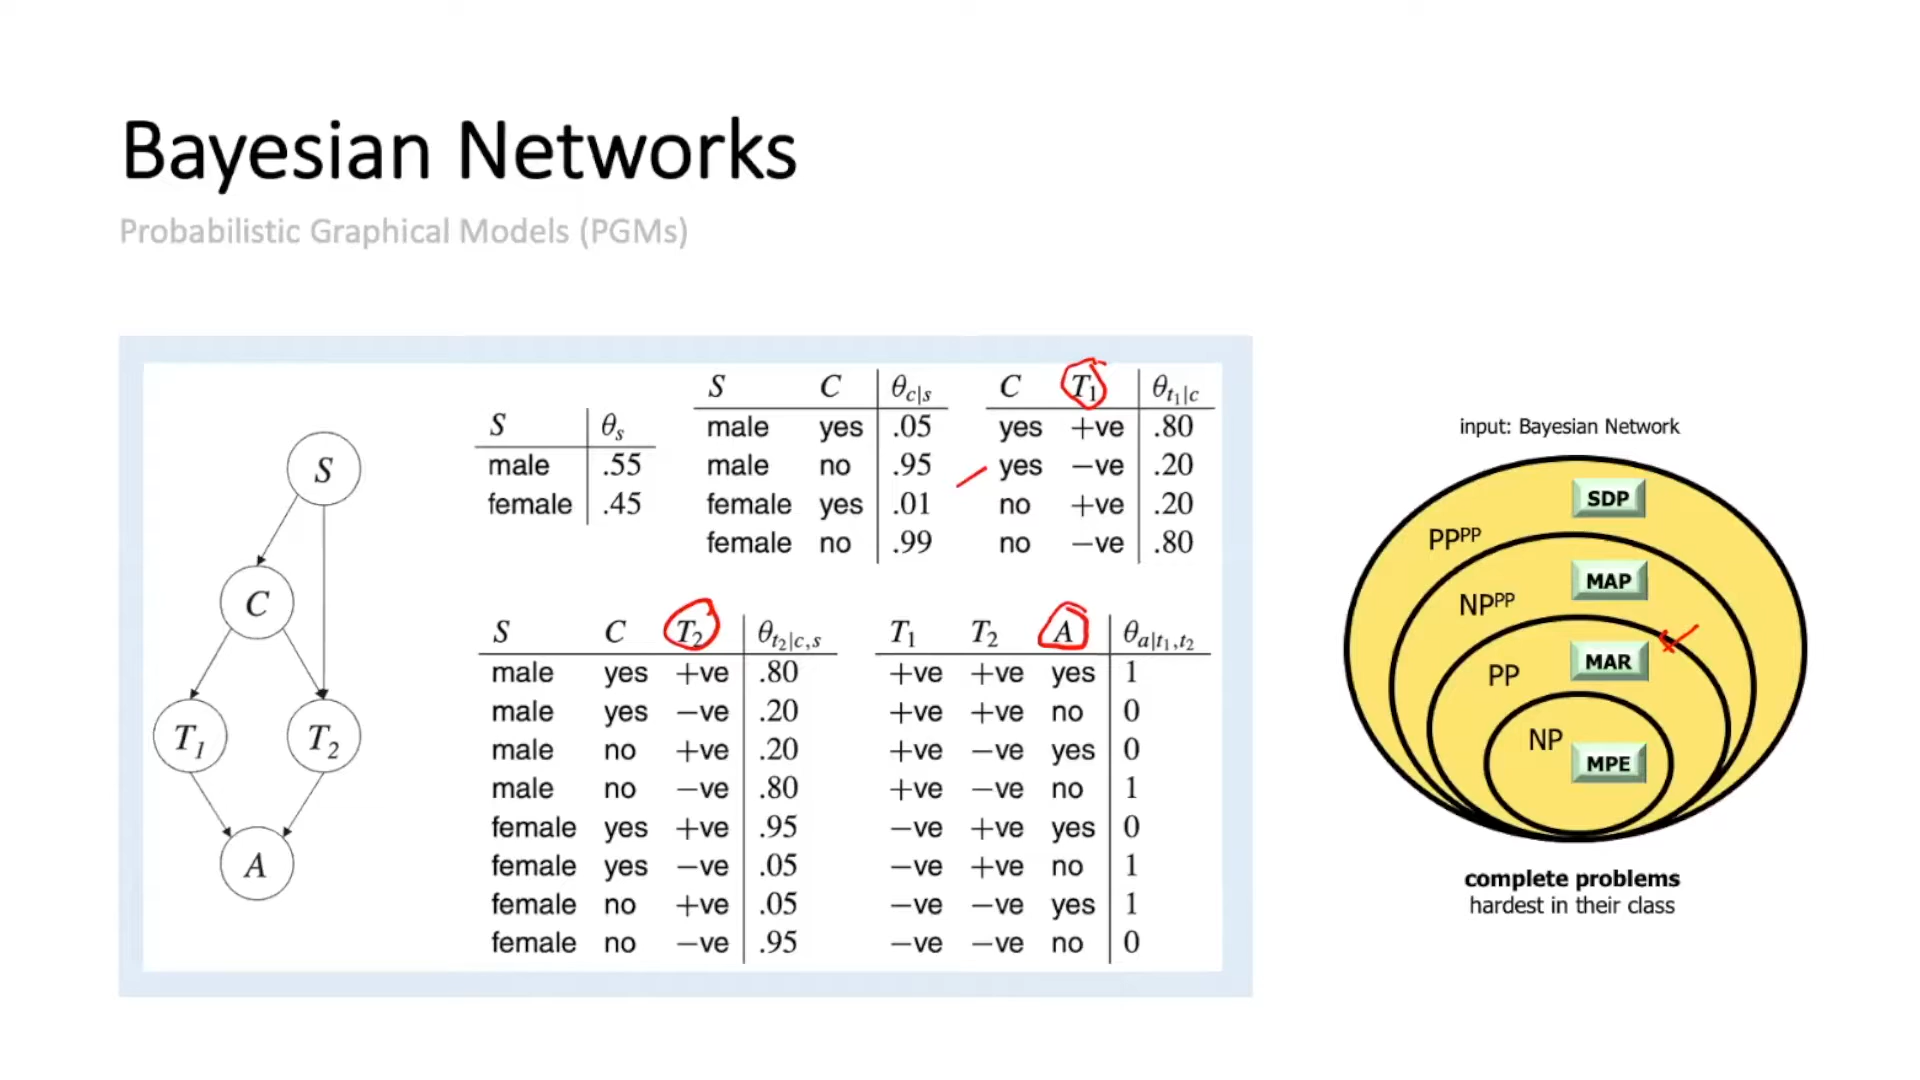 Bayesian Networks
Probabilistic Graphical Models (PGMs)
S
C
T1
T2
A
S θs
male .55
female .45
S C θc|s
male yes .05
male no .95
female yes .01
female no .99
C T1 θt1|c
yes +ve .80
yes −ve .20
no +ve .20
no −ve .80
S C T2 θt2|c,s
male yes +ve .80
male yes −ve .20
male no +ve .20
male no −ve .80
female yes +ve .95
female yes −ve .05
female no +ve .05
female no −ve .95
T1 T2 A θa|t1,t2
+ve +ve yes 1
+ve +ve no 0
+ve −ve yes 0
+ve −ve no 1
−ve +ve yes 0
−ve +ve no 1
−ve −ve yes 1
−ve −ve no 0
input: Bayesian Network
SDP
PP^PP
MAP
NP^PP
MAR
PP
NP
MPE
complete problems
hardest in their class